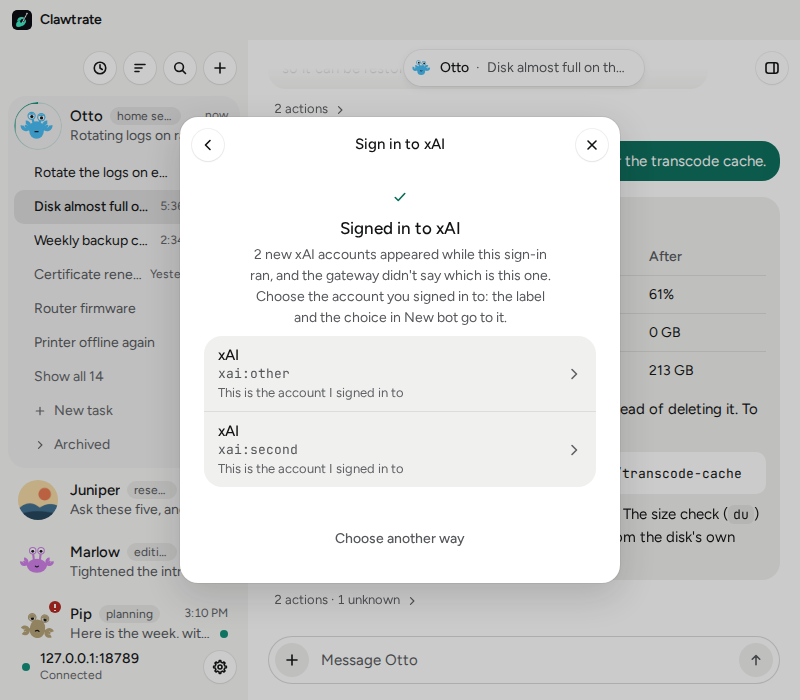 Clawtrate
Otto · Disk almost full on th...
Otto home se... now
Rotating logs on r
Rotate the logs on e...
Disk almost full o... 5:36
Weekly backup c... 2:34
Certificate rene... Yeste
Router firmware
Printer offline again
Show all 14
New task
Archived
Juniper rese...
Ask these five, an
Marlow editi...
Tightened the intr
Pip planning 3:10 PM
Here is the week. wit...
127.0.0.1:18789
Connected
2 actions
the transcode cache.
After
61%
0 GB
213 GB
ead of deleting it. To
/transcode-cache
The size check ( du )
om the disk's own
2 actions · 1 unknown
Message Otto
Sign in to xAI
Signed in to xAI
2 new xAI accounts appeared while this sign-in
ran, and the gateway didn't say which is this one.
Choose the account you signed in to: the label
and the choice in New bot go to it.
xAI
xai:other
This is the account I signed in to
xAI
xai:second
This is the account I signed in to
Choose another way